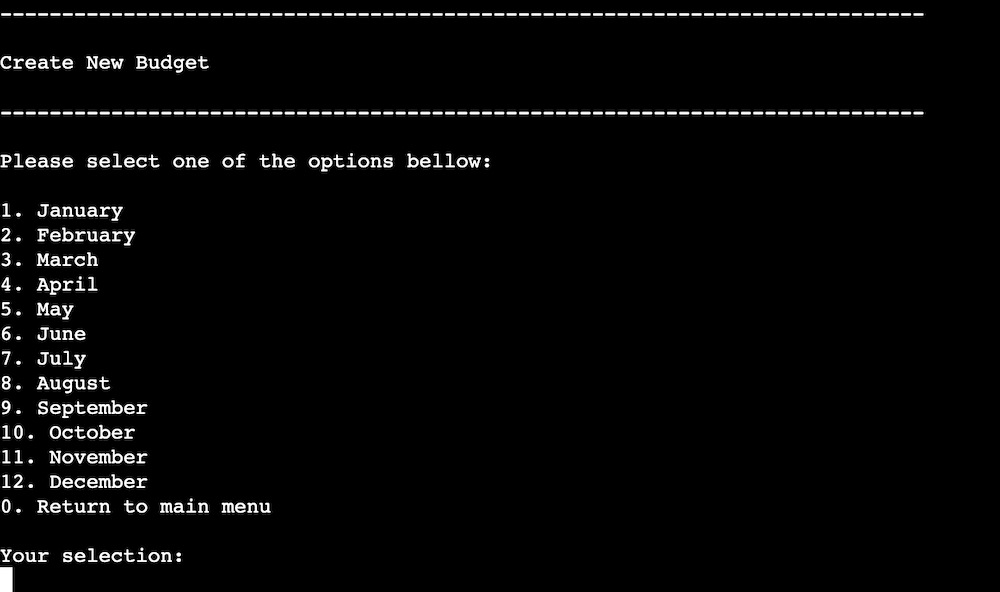 ---------------------------------------------------------------------------
Create New Budget
---------------------------------------------------------------------------
Please select one of the options bellow:
1. January
2. February
3. March
4. April
5. May
6. June
7. July
8. August
9. September
10. October
11. November
12. December
0. Return to main menu
Your selection: